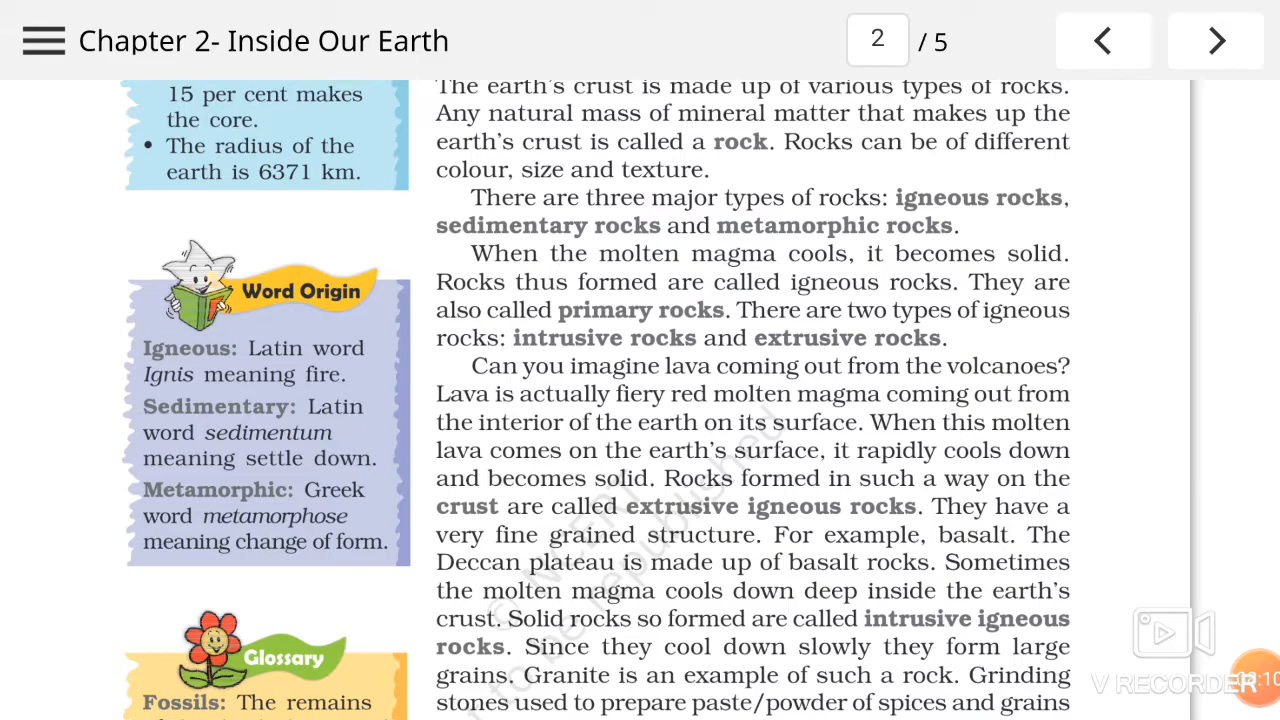 Chapter 2- Inside Our Earth
2 / 5
15 per cent makes
the core.
• The radius of the
earth is 6371 km.
Word Origin
Igneous: Latin word
Ignis meaning fire.
Sedimentary: Latin
word sedimentum
meaning settle down.
Metamorphic: Greek
word metamorphose
meaning change of form.
Glossary
Fossils: The remains
The earth's crust is made up of various types of rocks.
Any natural mass of mineral matter that makes up the
earth's crust is called a rock. Rocks can be of different
colour, size and texture.
There are three major types of rocks: igneous rocks,
sedimentary rocks and metamorphic rocks.
When the molten magma cools, it becomes solid.
Rocks thus formed are called igneous rocks. They are
also called primary rocks. There are two types of igneous
rocks: intrusive rocks and extrusive rocks.
Can you imagine lava coming out from the volcanoes?
Lava is actually fiery red molten magma coming out from
the interior of the earth on its surface. When this molten
lava comes on the earth's surface, it rapidly cools down
and becomes solid. Rocks formed in such a way on the
crust are called extrusive igneous rocks. They have a
very fine grained structure. For example, basalt. The
Deccan plateau is made up of basalt rocks. Sometimes
the molten magma cools down deep inside the earth's
crust. Solid rocks so formed are called intrusive igneous
rocks. Since they cool down slowly they form large
grains. Granite is an example of such a rock. Grinding
stones used to prepare paste/powder of spices and grains
© NCERT
to be republished
V RECORDER